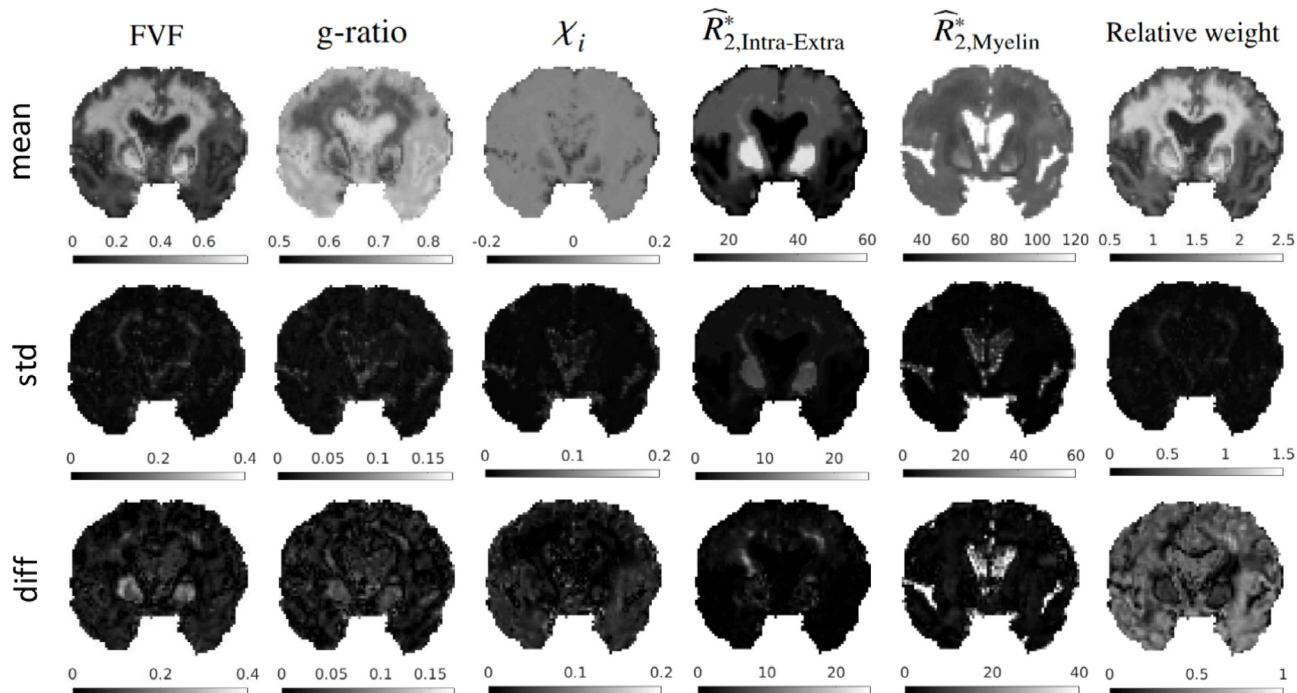 FVF g-ratio χi R̂*2,Intra-Extra R̂*2,Myelin Relative weight
mean
0 0.2 0.4 0.6 0.5 0.6 0.7 0.8 -0.2 0 0.2 20 40 60 40 60 80 100 120 0.5 1 1.5 2 2.5
std
0 0.2 0.4 0 0.05 0.1 0.15 0 0.1 0.2 0 10 20 0 20 40 60 0 0.5 1 1.5
diff
0 0.2 0.4 0 0.05 0.1 0.15 0 0.1 0.2 0 10 20 0 20 40 0 0.5 1